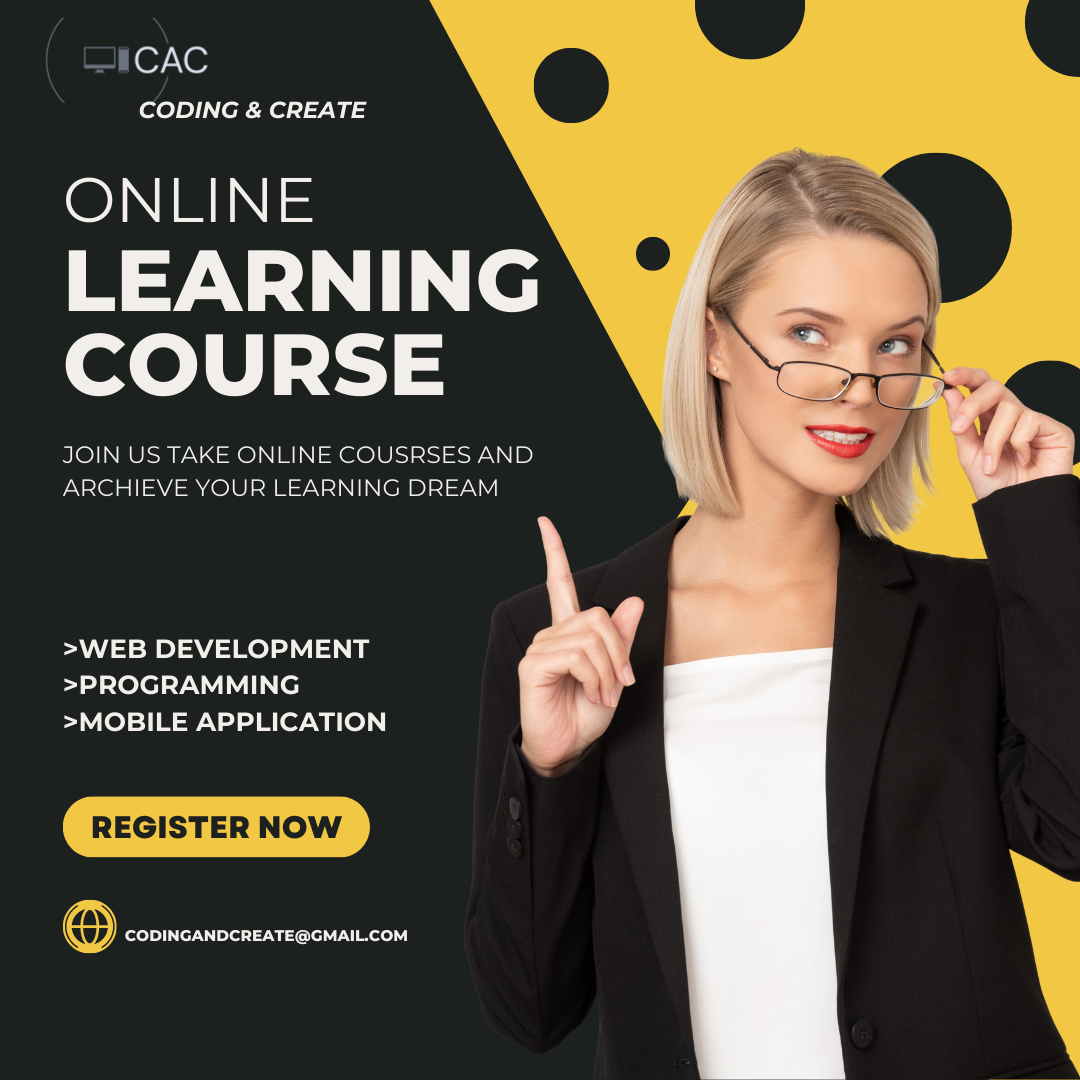 CAC
CODING & CREATE
ONLINE
LEARNING
COURSE
JOIN US TAKE ONLINE COUSRSES AND
ARCHIEVE YOUR LEARNING DREAM
>WEB DEVELOPMENT
>PROGRAMMING
>MOBILE APPLICATION
REGISTER NOW
CODINGANDCREATE@GMAIL.COM